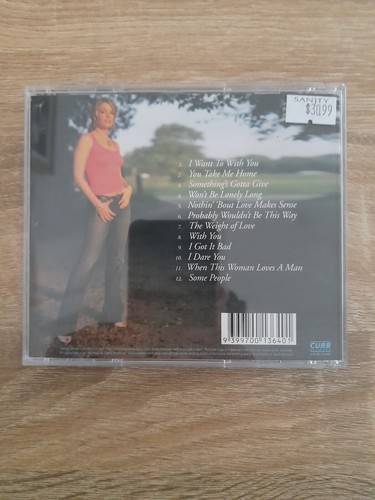 SANITY
$30.99
1. I Want To With You
2. You Take Me Home
3. Something's Gotta Give
4. Won't Be Lonely Long
5. Nothin' Bout Love Makes Sense
6. Probably Wouldn't Be This Way
7. The Weight of Love
8. With You
9. I Got It Bad
10. I Dare You
11. When This Woman Loves A Man
12. Some People
9 399700 136401
CURB